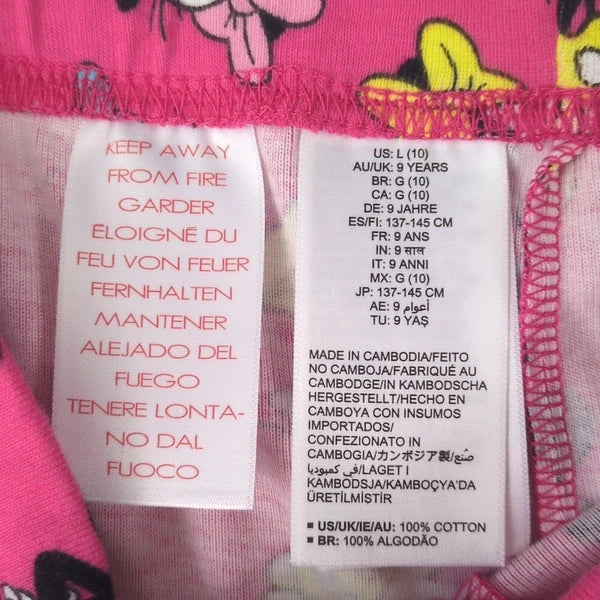 KEEP AWAY
FROM FIRE
GARDER
ÉLOIGNÉ DU
FEU VON FEUER
FERNHALTEN
MANTENER
ALEJADO DEL
FUEGO
TENERE LONTA-
NO DAL
FUOCO
US: L (10)
AU/UK: 9 YEARS
BR: G (10)
CA: G (10)
DE: 9 JAHRE
ES/FI: 137-145 CM
FR: 9 ANS
IN: 9 साल
IT: 9 ANNI
MX: G (10)
JP: 137-145 CM
AE: 9 أعوام
TU: 9 YAŞ
MADE IN CAMBODIA/FEITO
NO CAMBOJA/FABRIQUÉ AU
CAMBODGE/IN KAMBODSCHA
HERGESTELLT/HECHO EN
CAMBOYA CON INSUMOS
IMPORTADOS/
CONFEZIONATO IN
CAMBOGIA/カンボジア製/صُنع
في كمبوديا/LAGET I
KAMBODSJA/KAMBOÇYA'DA
ÜRETİLMİŞTİR
■ US/UK/IE/AU: 100% COTTON
■ BR: 100% ALGODÃO